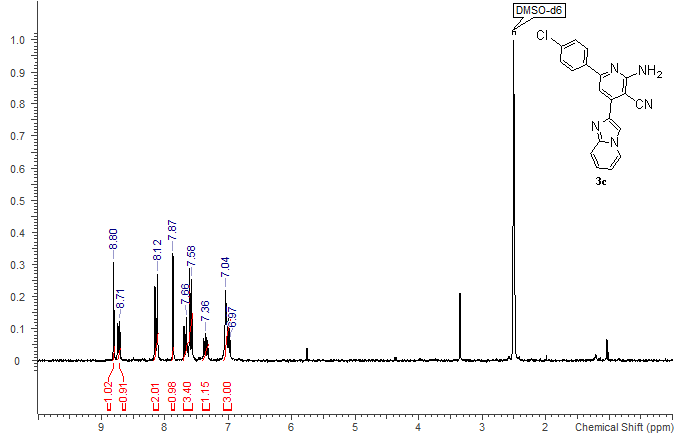 DMSO-d6
Cl
N
NH2
CN
N
N
3c
1.0
0.9
0.8
0.7
0.6
0.5
0.4
0.3
0.2
0.1
0
8.80
8.71
8.12
7.87
7.66
7.58
7.36
7.04
6.97
1.02
0.91
2.01
0.98
3.40
1.15
3.00
9 8 7 6 5 4 3 2 1
Chemical Shift (ppm)